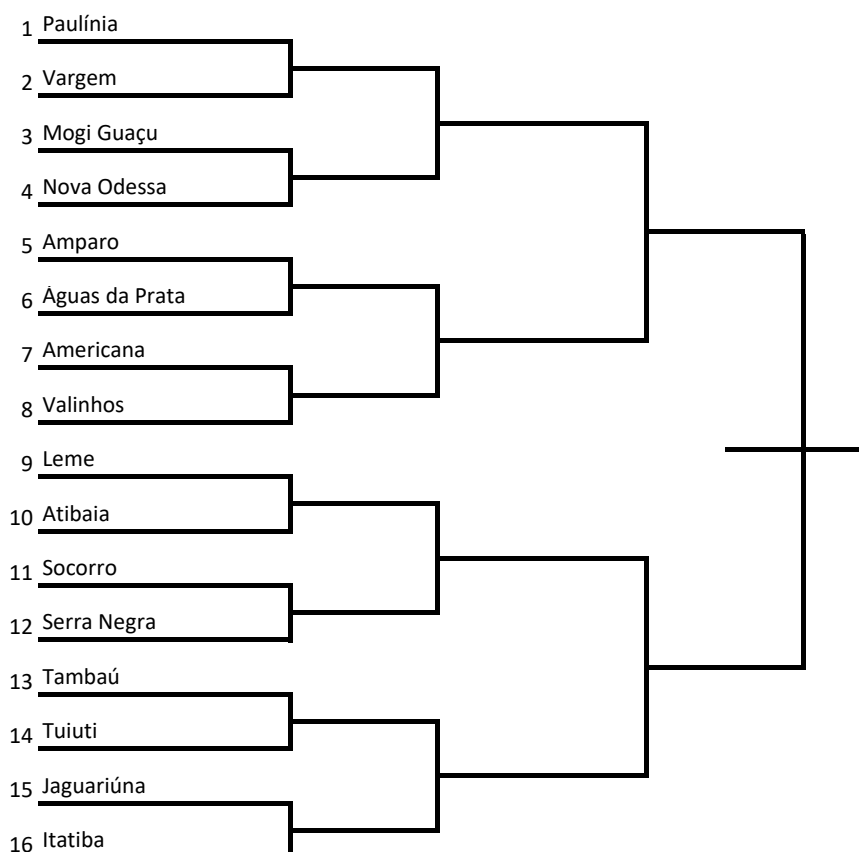 1 Paulínia
2 Vargem
3 Mogi Guaçu
4 Nova Odessa
5 Amparo
6 Águas da Prata
7 Americana
8 Valinhos
9 Leme
10 Atibaia
11 Socorro
12 Serra Negra
13 Tambaú
14 Tuiuti
15 Jaguariúna
16 Itatiba